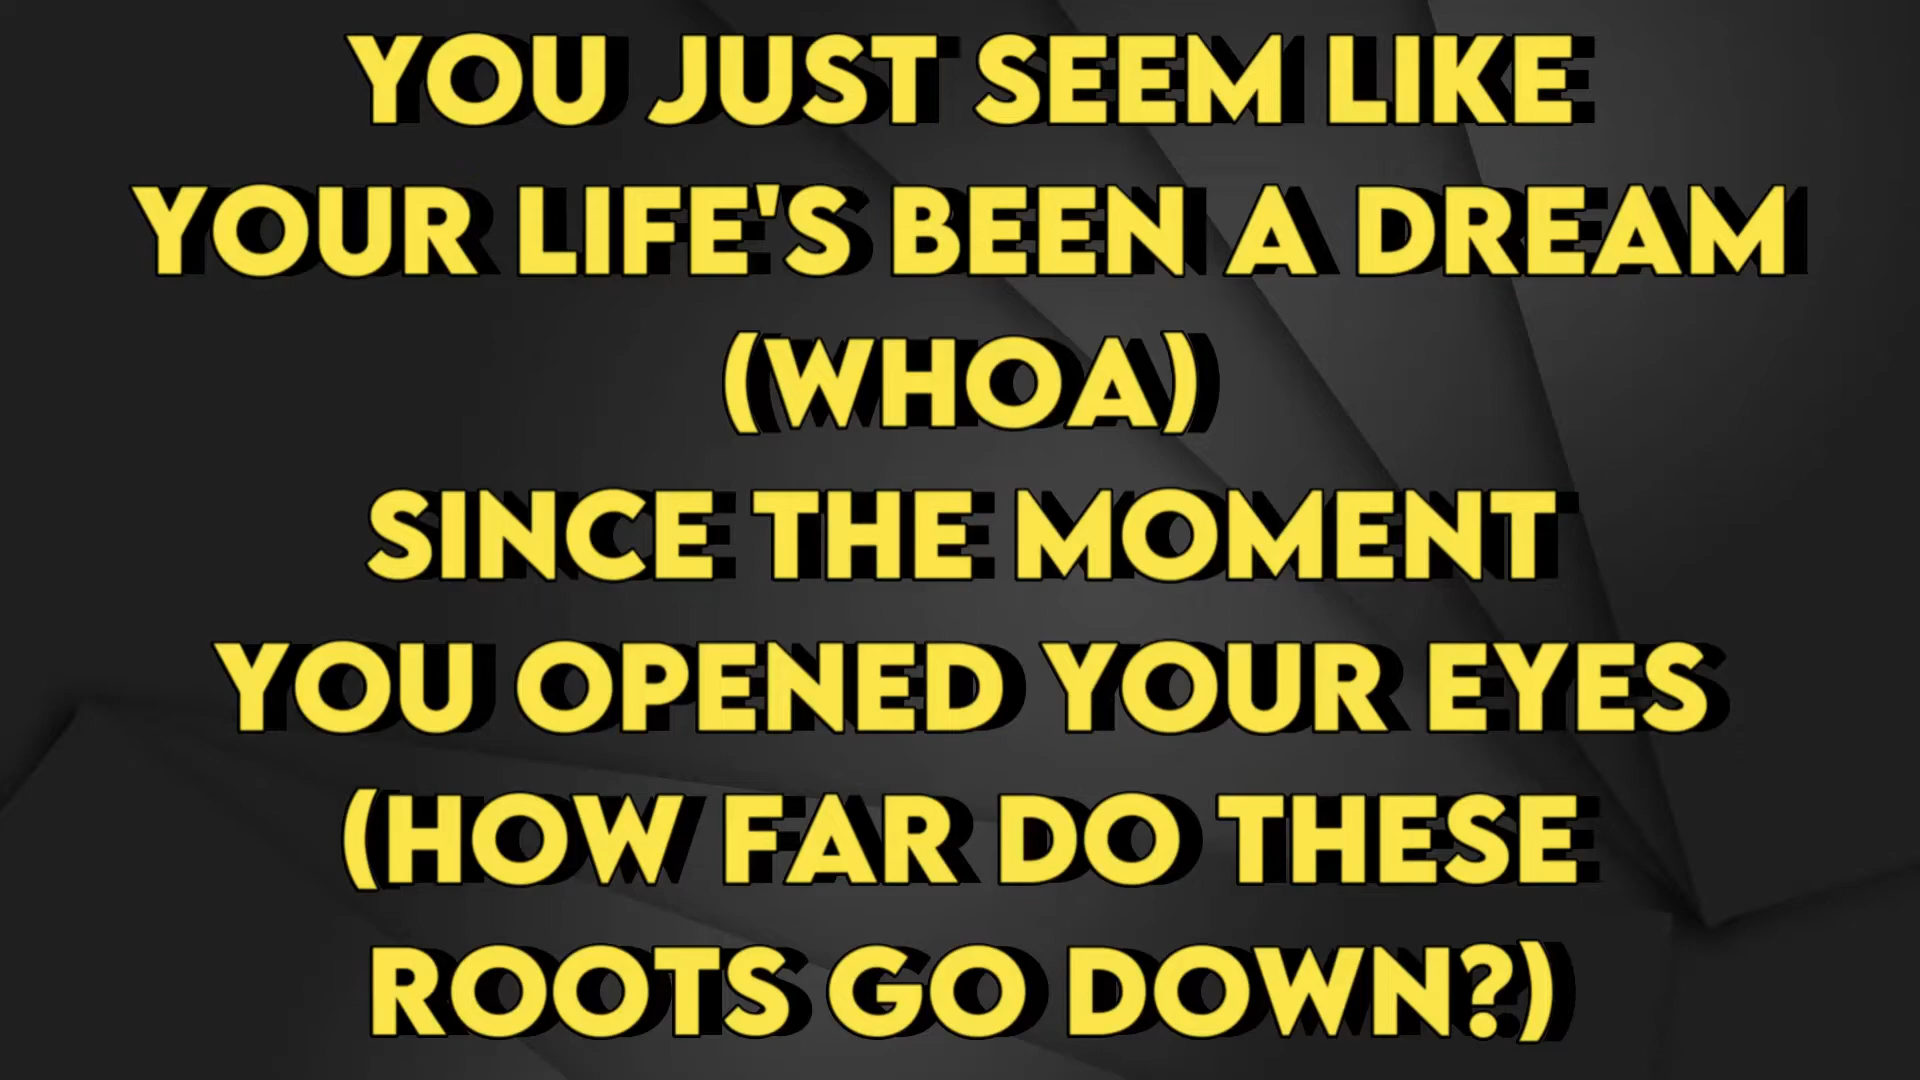 YOU JUST SEEM LIKE
YOUR LIFE'S BEEN A DREAM
(WHOA)
SINCE THE MOMENT
YOU OPENED YOUR EYES
(HOW FAR DO THESE
ROOTS GO DOWN?)